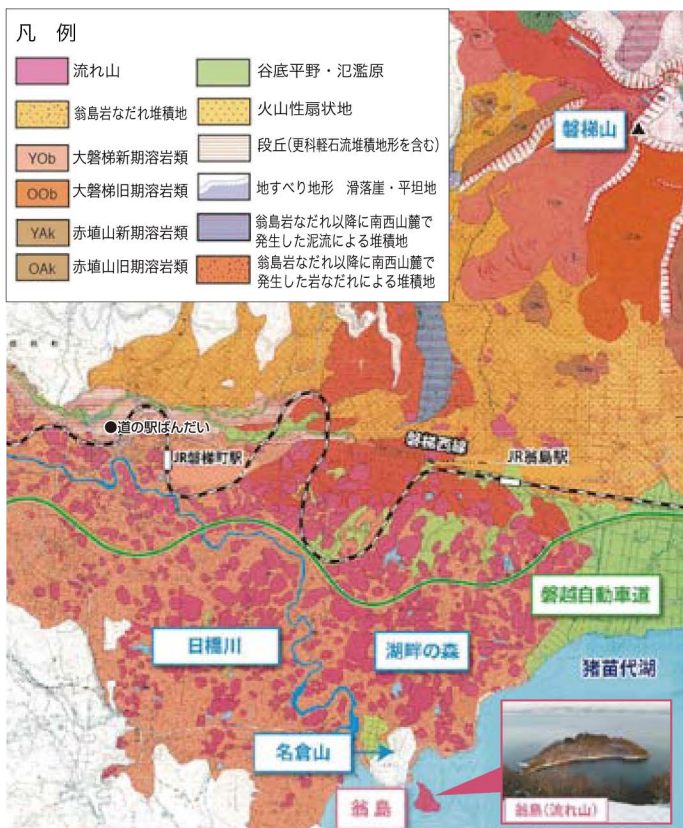 凡 例
流れ山
谷底平野・氾濫原
翁島岩なだれ堆積地
火山性扇状地
YOb 大磐梯新期溶岩類
段丘(更科軽石流堆積地形を含む)
OOb 大磐梯旧期溶岩類
地すべり地形 滑落崖・平坦地
YAk 赤埴山新期溶岩類
翁島岩なだれ以降に南西山麓で
発生した泥流による堆積地
OAk 赤埴山旧期溶岩類
翁島岩なだれ以降に南西山麓で
発生した岩なだれによる堆積地
磐梯山
●道の駅ばんだい
JR磐梯町駅
磐梯西線
JR翁島駅
磐越自動車道
日橋川
湖畔の森
猪苗代湖
名倉山
翁島
翁島(流れ山)